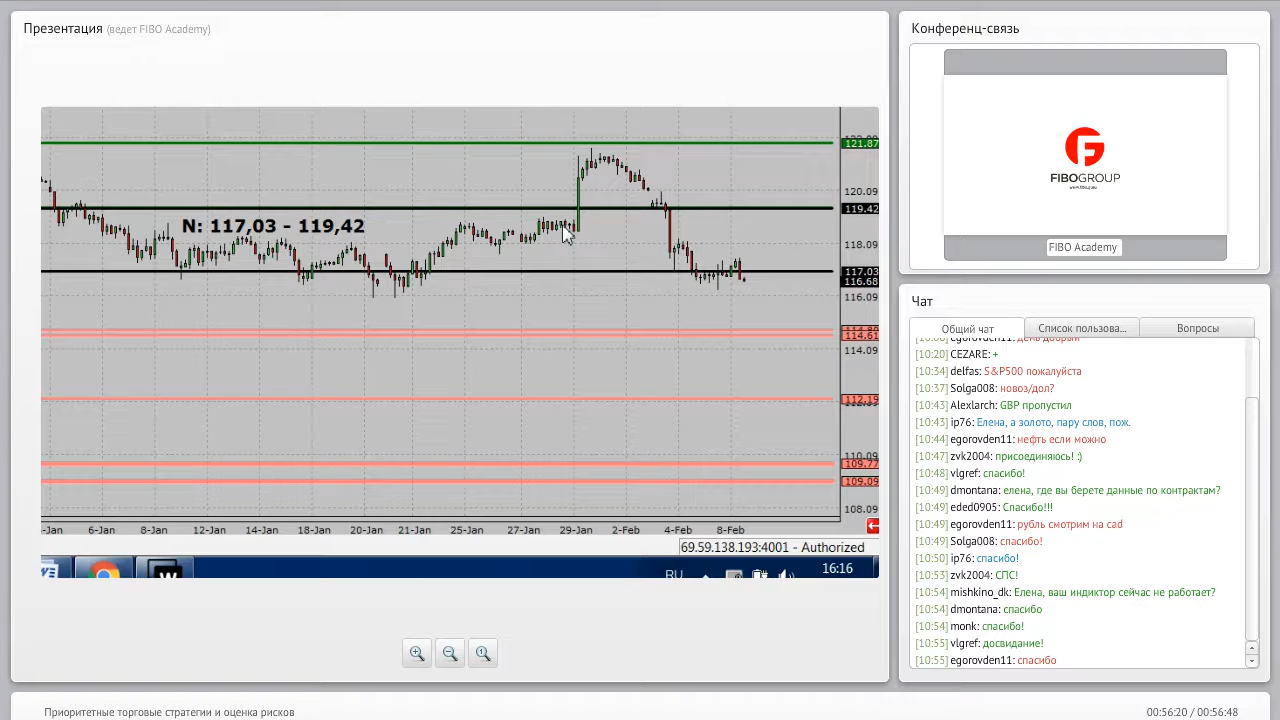 Презентация (ведет FIBO Academy)
N: 117,03 - 119,42
121.87
120.09
119.42
118.09
117.03
116.68
116.09
114.61
114.09
112.19
110.09
109.77
109.09
108.09
-Jan 6-Jan 8-Jan 12-Jan 14-Jan 18-Jan 20-Jan 21-Jan 25-Jan 27-Jan 29-Jan 2-Feb 4-Feb 8-Feb
69.59.138.193:4001 - Authorized
RU 16:16
Конференц-связь
FIBOGROUP
FIBO Academy
Чат
Общий чат Список пользова... Вопросы
egorovden11: день добрый
[10:20] CEZARE: +
[10:34] delfas: S&P500 пожалуйста
[10:37] Solga008: новоз/дол?
[10:43] Alexlarch: GBP пропустил
[10:43] ip76: Елена, а золото, пару слов, пож.
[10:44] egorovden11: нефть если можно
[10:47] zvk2004: присоединяюсь! :)
[10:48] vlgref: спасибо!
[10:49] dmontana: елена, где вы берете данные по контрактам?
[10:49] eded0905: Спасибо!!!
[10:49] egorovden11: рубль смотрим на cad
[10:49] Solga008: спасибо!
[10:50] ip76: спасибо!
[10:53] zvk2004: СПС!
[10:54] mishkino_dk: Елена, ваш индиктор сейчас не работает?
[10:54] dmontana: спасибо
[10:54] monk: спасибо!
[10:55] vlgref: досвидание!
[10:55] egorovden11: спасибо
Приоритетные торговые стратегии и оценка рисков
00:56:20 / 00:56:48